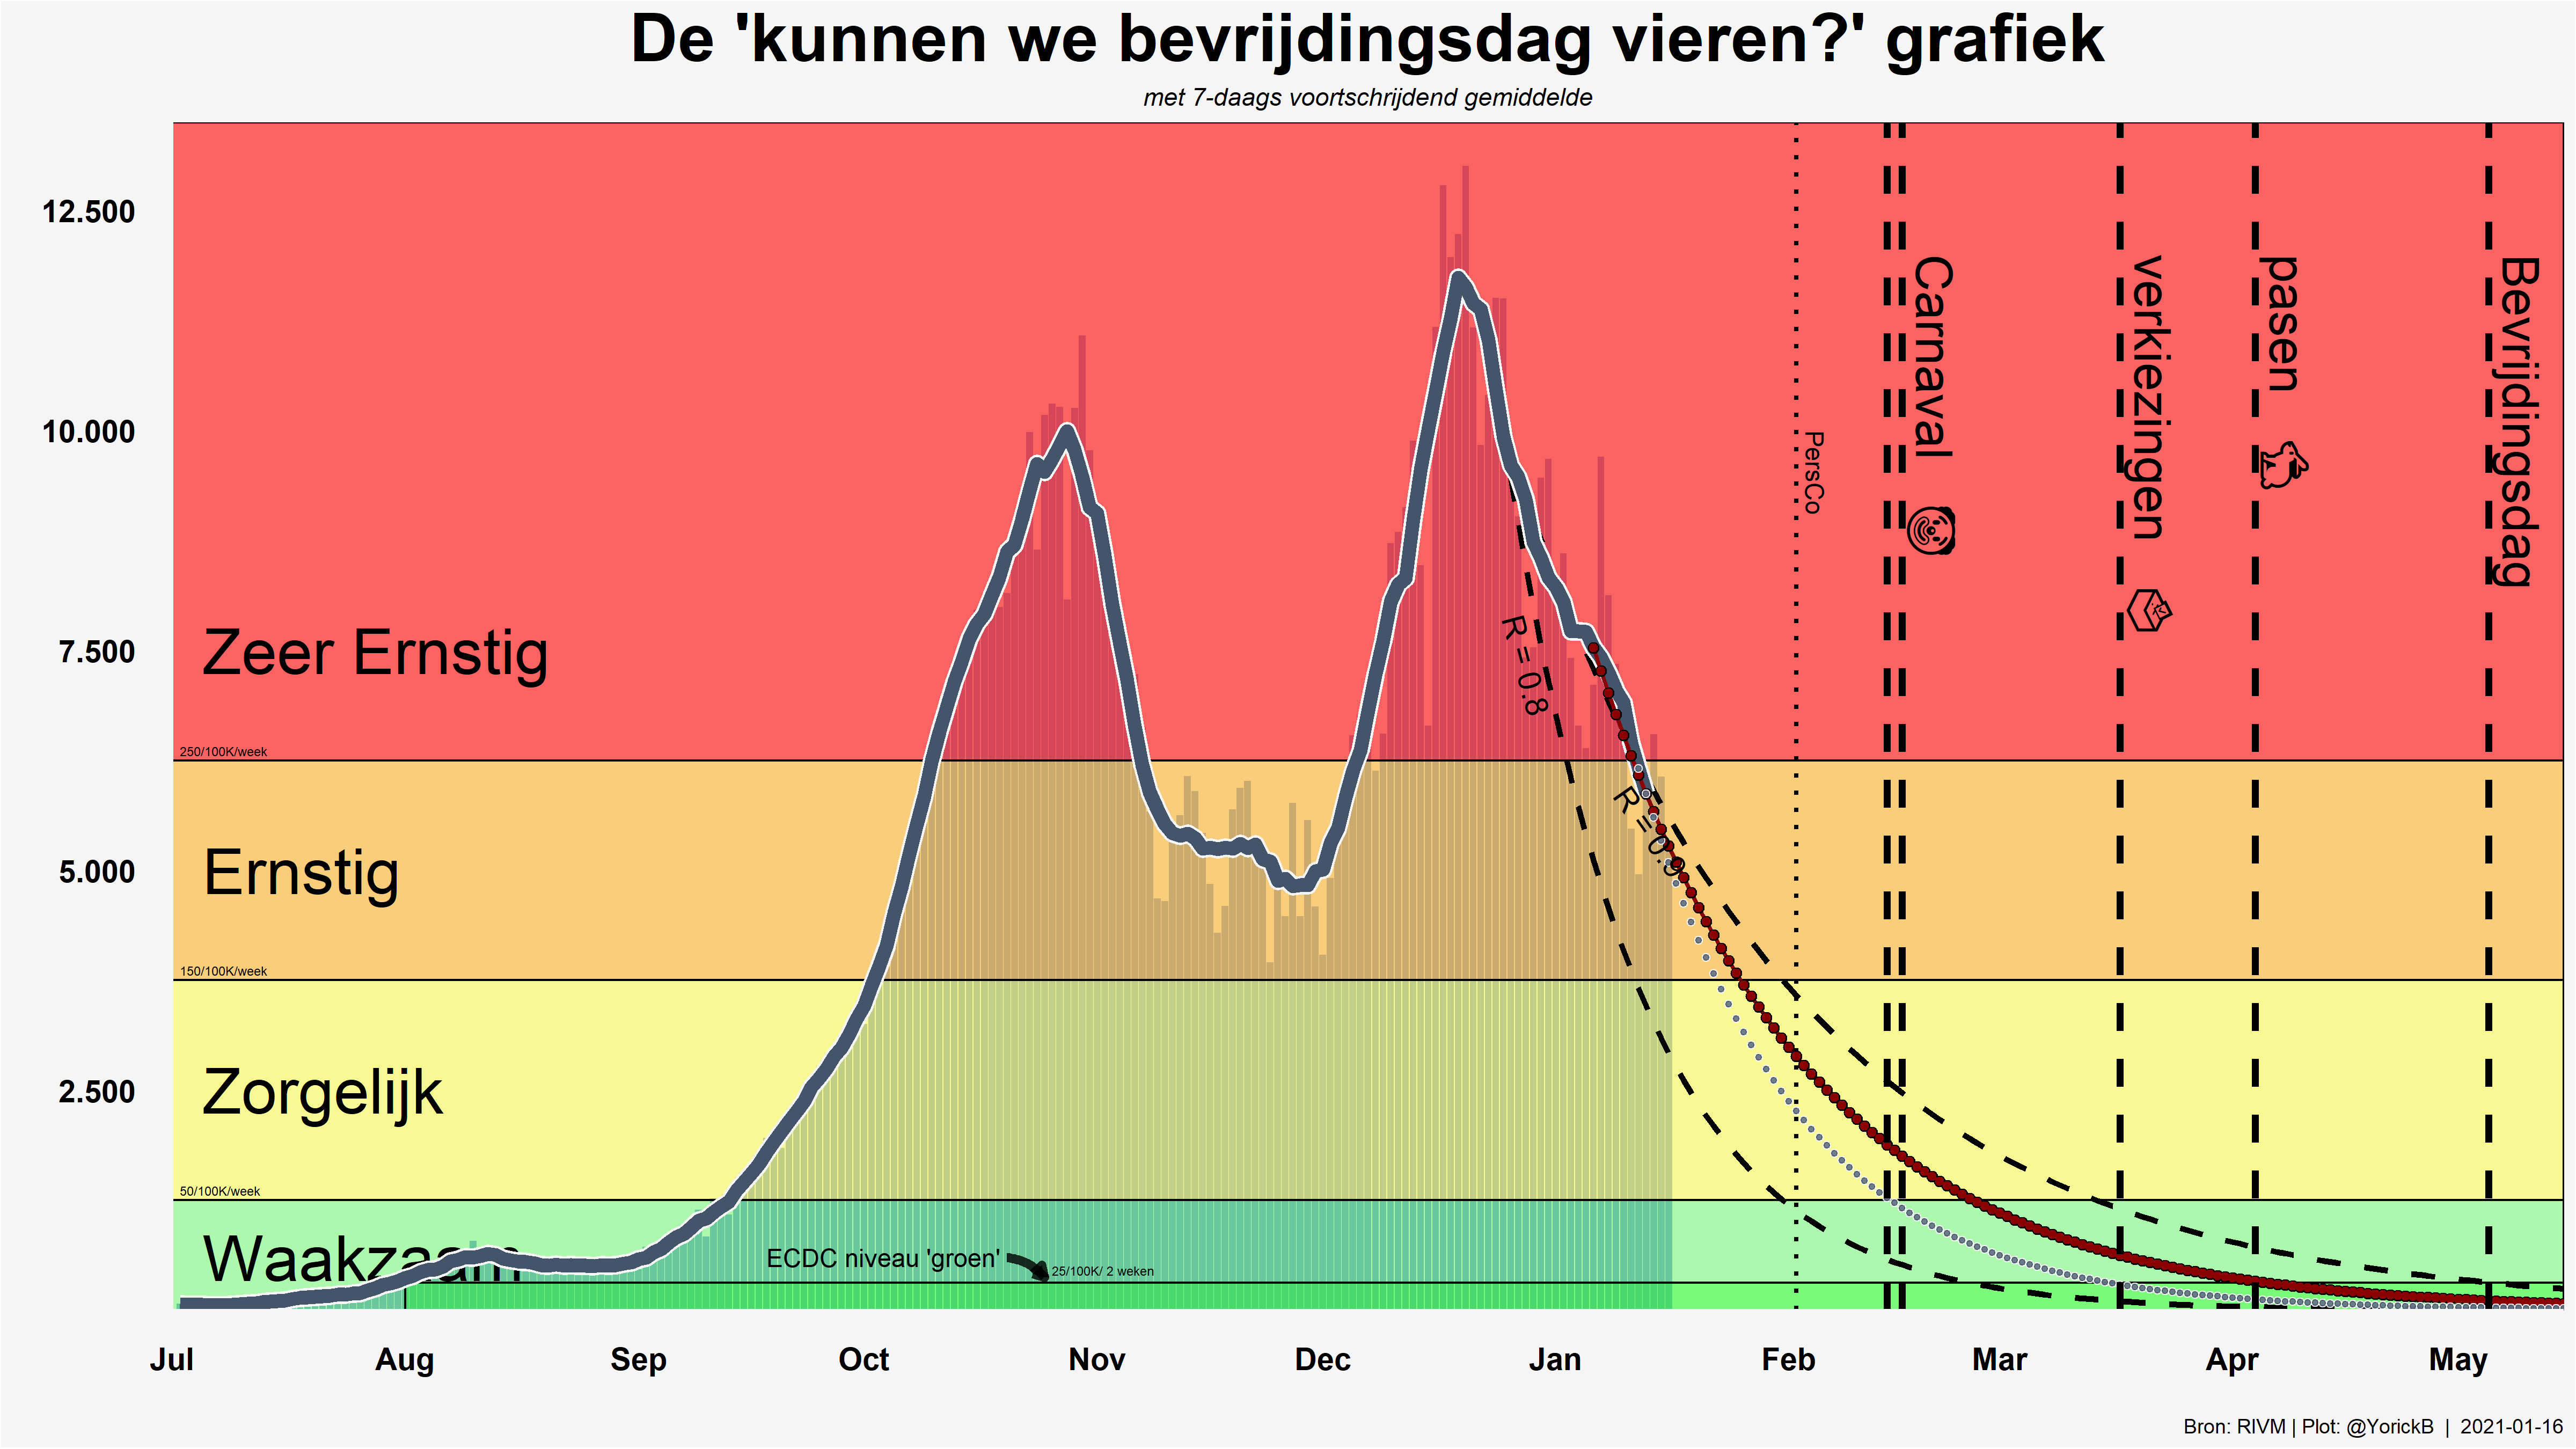 De 'kunnen we bevrijdingsdag vieren?' grafiek
met 7-daags voortschrijdend gemiddelde
12.500
10.000
7.500
5.000
2.500
Zeer Ernstig
250/100K/week
Ernstig
150/100K/week
Zorgelijk
50/100K/week
Waakzaam
ECDC niveau 'groen'
25/100K/ 2 weken
R =0.8
R =0.9
PersCo
Carnaval
verkiezingen
pasen
Bevrijdingsdag
Jul
Aug
Sep
Oct
Nov
Dec
Jan
Feb
Mar
Apr
May
Bron: RIVM | Plot: @YorickB | 2021-01-16